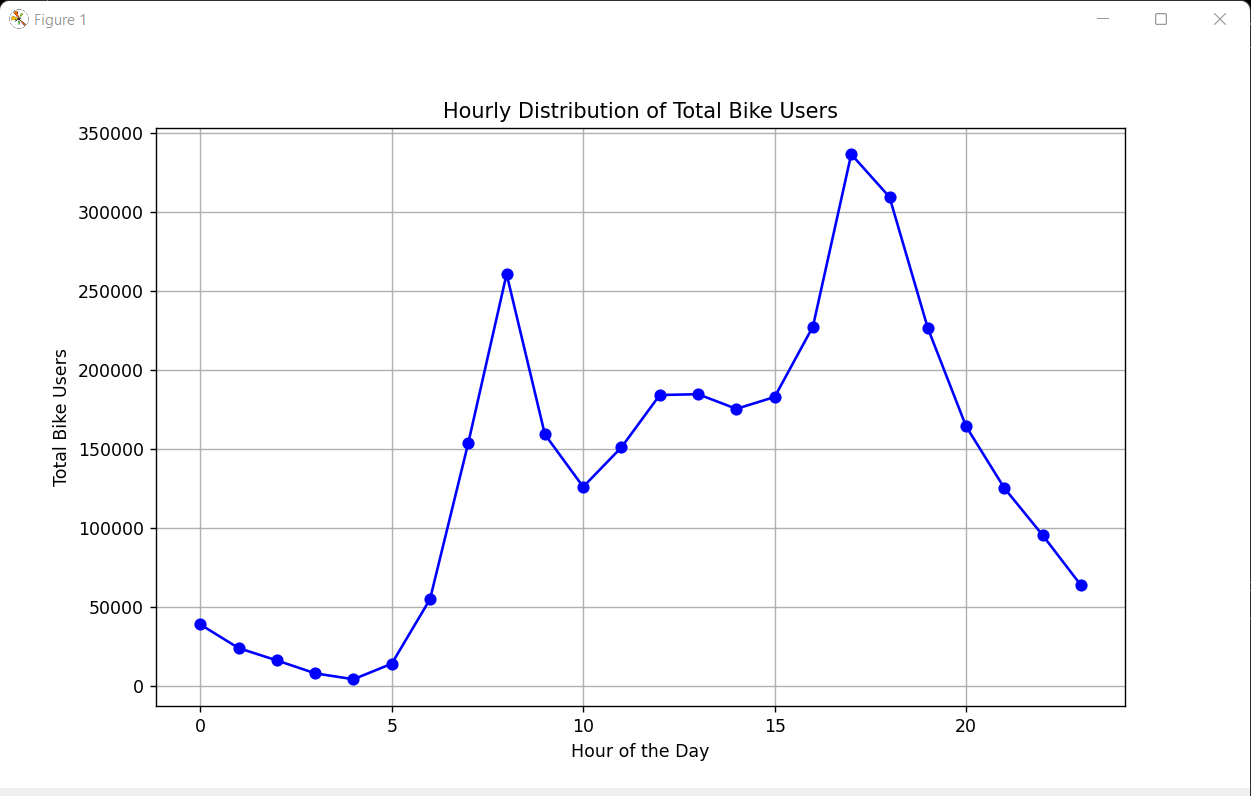 Figure 1
Hourly Distribution of Total Bike Users
350000
300000
250000
200000
150000
100000
50000
0
Total Bike Users
0 5 10 15 20
Hour of the Day